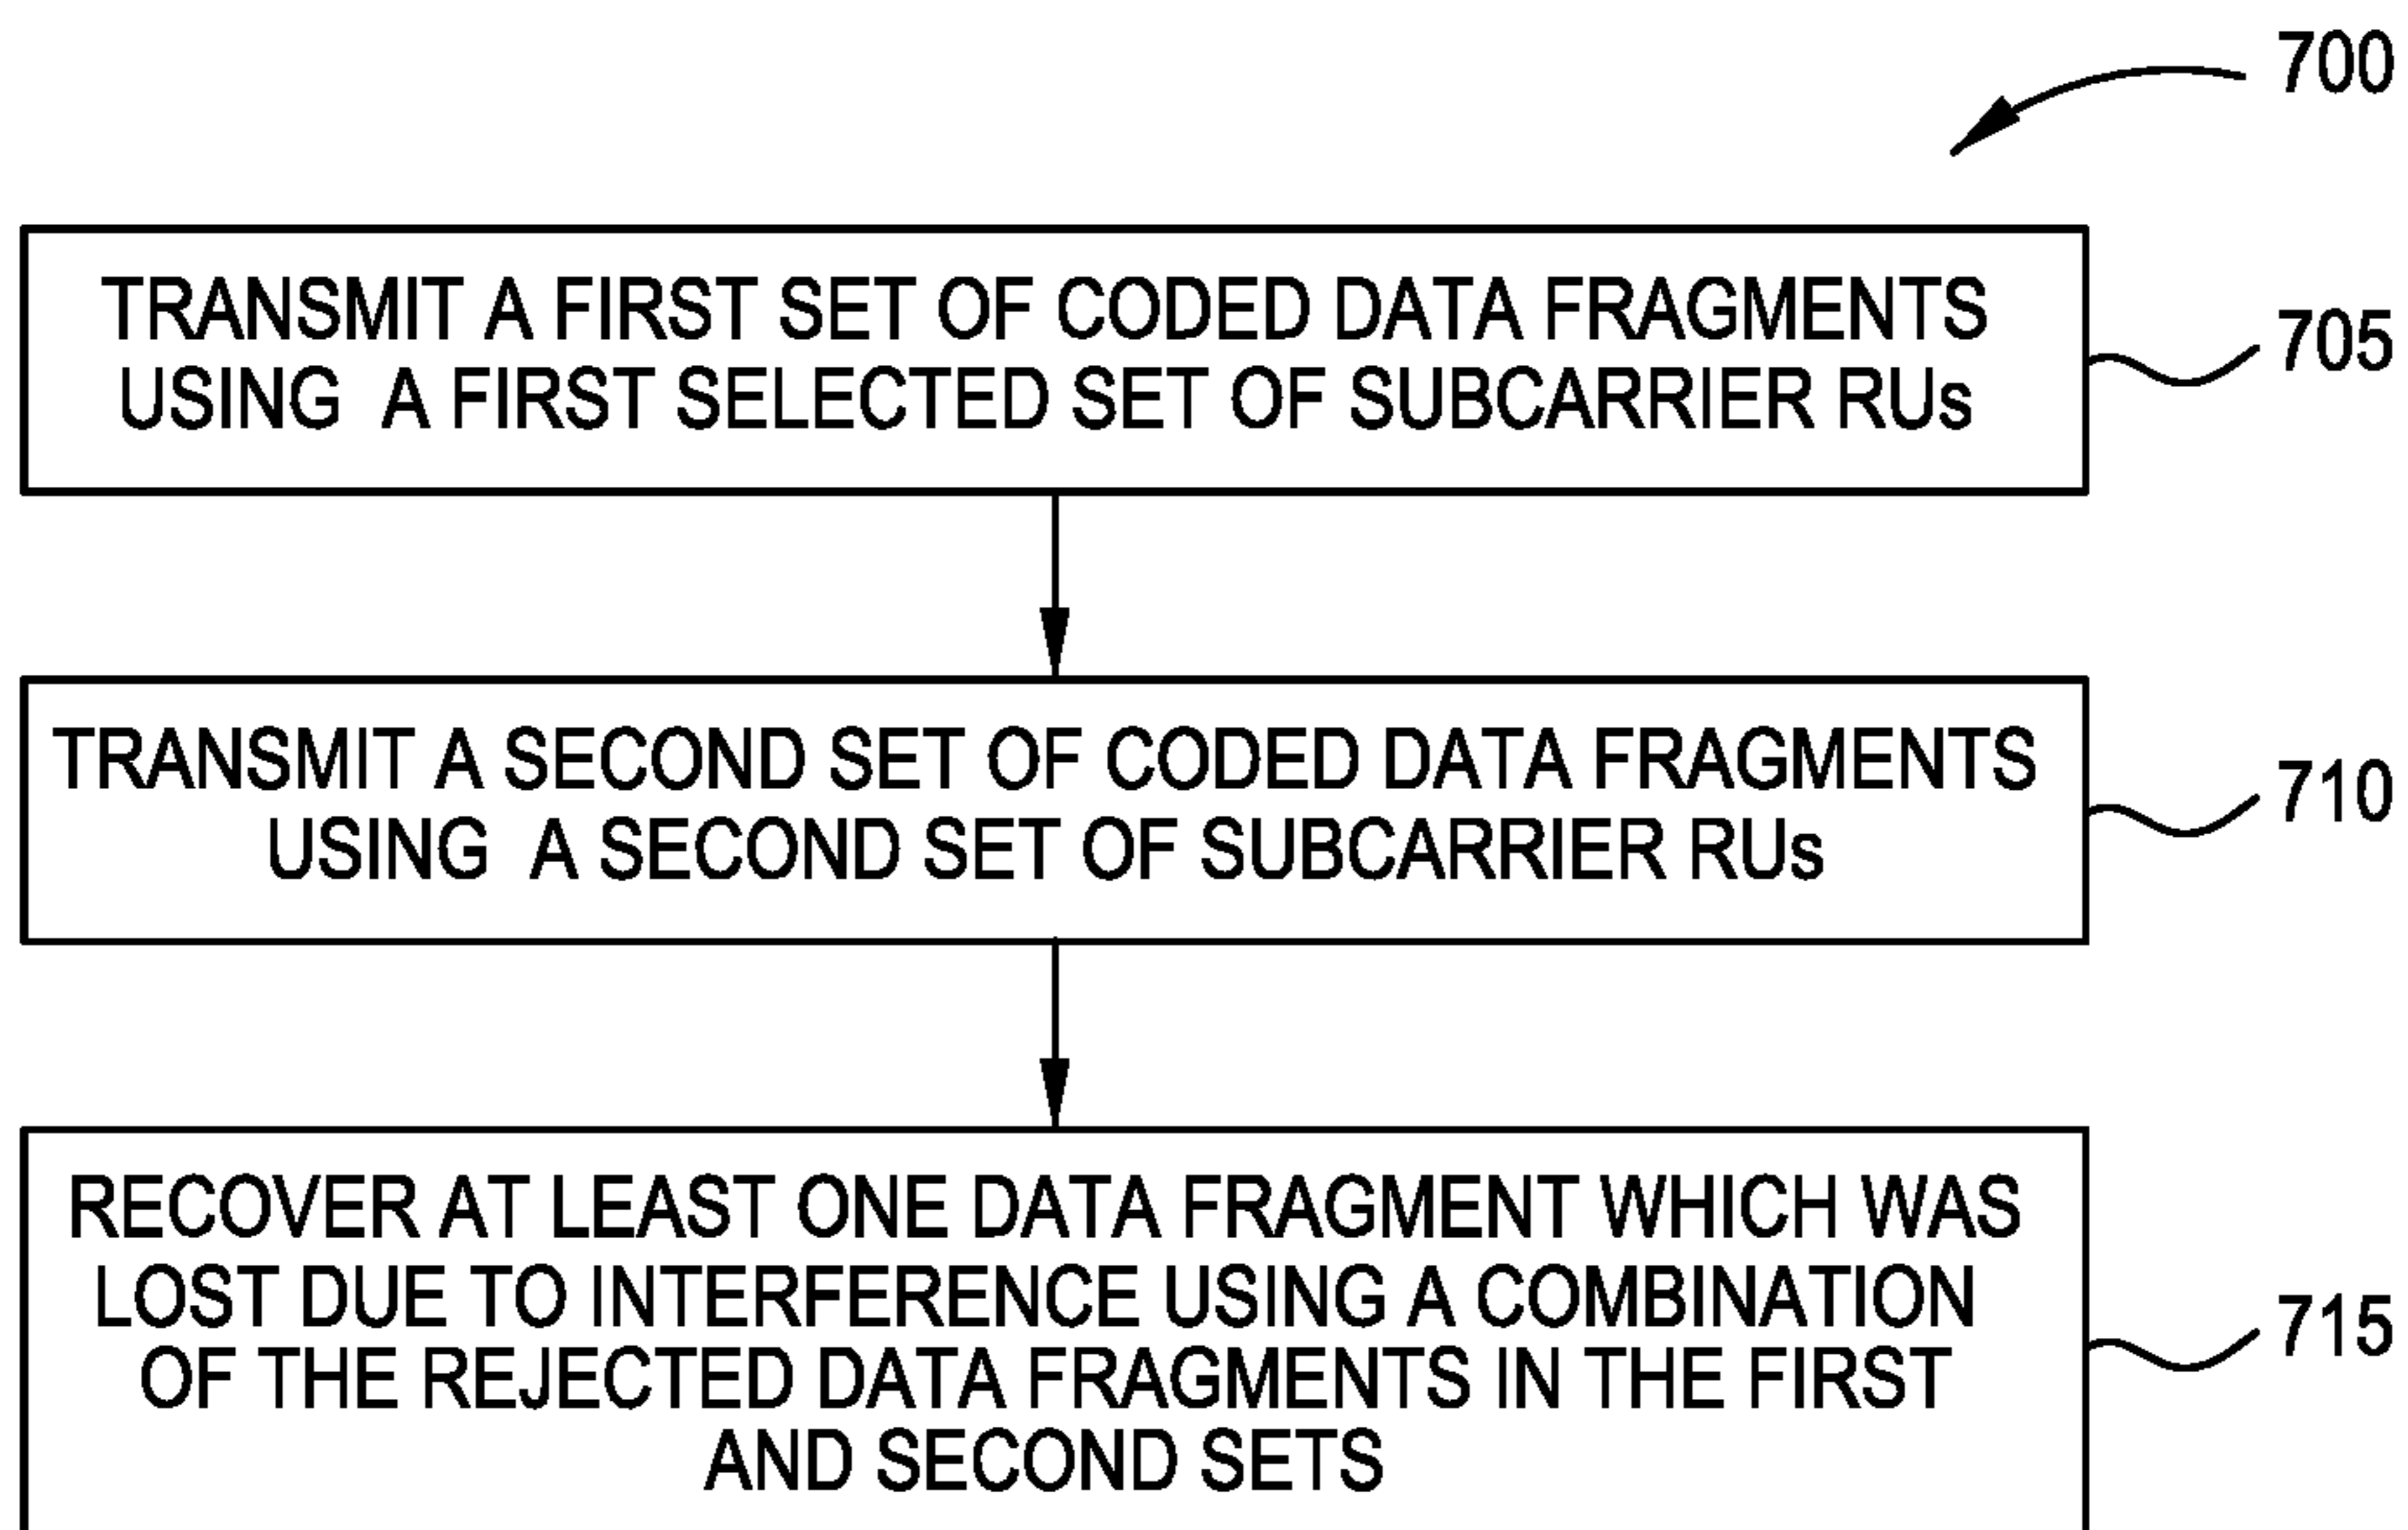 700
TRANSMIT A FIRST SET OF CODED DATA FRAGMENTS
USING A FIRST SELECTED SET OF SUBCARRIER RUs
705
TRANSMIT A SECOND SET OF CODED DATA FRAGMENTS
USING A SECOND SET OF SUBCARRIER RUs
710
RECOVER AT LEAST ONE DATA FRAGMENT WHICH WAS
LOST DUE TO INTERFERENCE USING A COMBINATION
OF THE REJECTED DATA FRAGMENTS IN THE FIRST
AND SECOND SETS
715